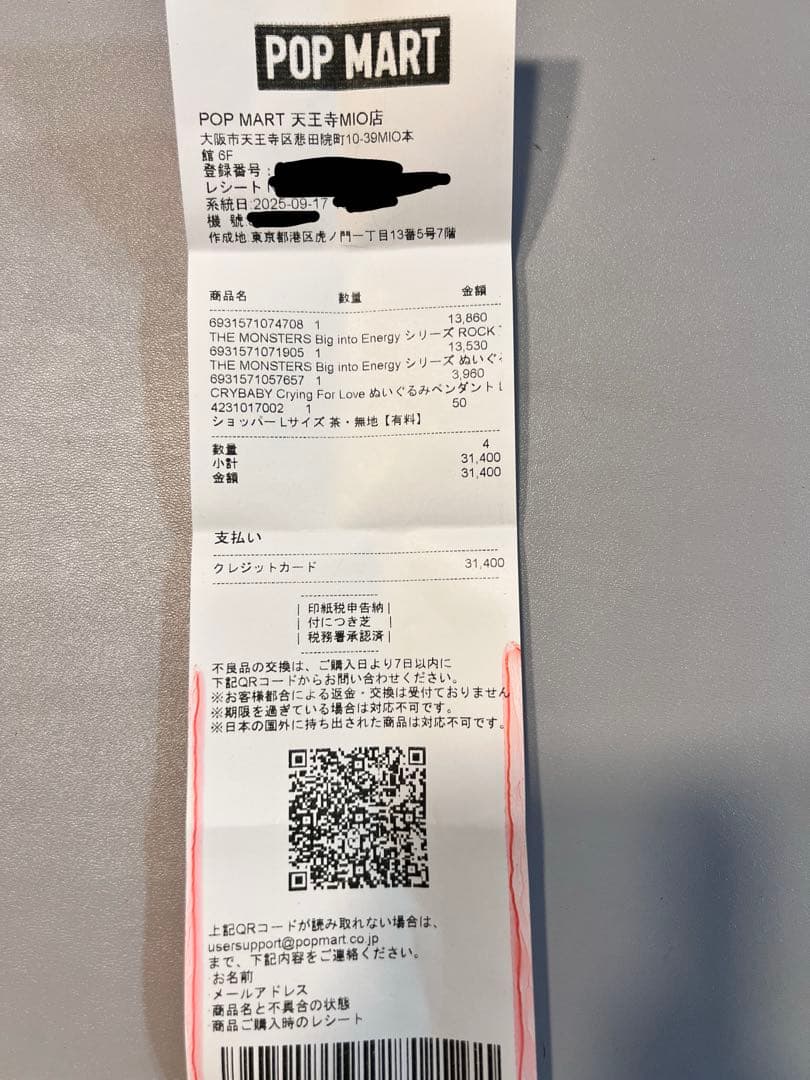 POP MART
POP MART 天王寺MIO店
大阪市天王寺区悲田院町10-39MIO本
館 6F
登録番号:
レシート
系統日:2025-09-17
機 號:
作成地:東京都港区虎ノ門一丁目13番5号7階
商品名 数量 金額
6931571074708 1 13,860
THE MONSTERS Big into Energy シリーズ ROCK
6931571071905 1 13,530
THE MONSTERS Big into Energy シリーズ ぬいぐ
6931571057657 1 3,960
CRYBABY Crying For Love ぬいぐるみペンダント
4231017002 1 50
ショッパー Lサイズ 茶・無地【有料】
数量 4
小計 31,400
金額 31,400
支払い
クレジットカード 31,400
印紙税申告納
付につき芝
税務署承認済
不良品の交換は、ご購入日より7日以内に
下記QRコードからお問い合わせください。
※お客様都合による返金・交換は受付ておりません
※期限を過ぎている場合は対応不可です。
※日本の国外に持ち出された商品は対応不可です。
上記QRコードが読み取れない場合は、
usersupport@popmart.co.jp
まで、下記内容をご連絡ください。
・お名前
・メールアドレス
・商品名と不具合の状態
・商品ご購入時のレシート